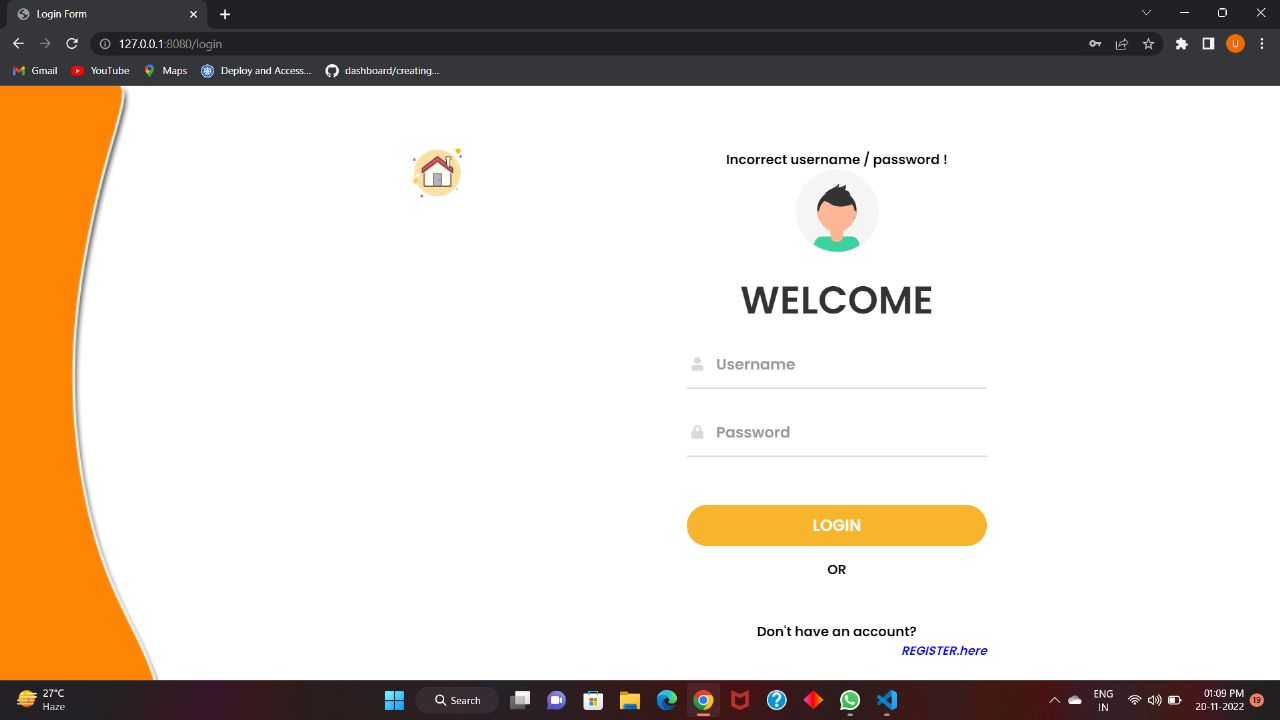 Login Form
127.0.0.1:8080/login
U
Gmail
YouTube
Maps
Deploy and Access...
dashboard/creating...
Incorrect username / password !
WELCOME
Username
Password
LOGIN
OR
Don't have an account?
REGISTER.here
27°C
Haze
Search
ENG
IN
01:09 PM
20-11-2022
19